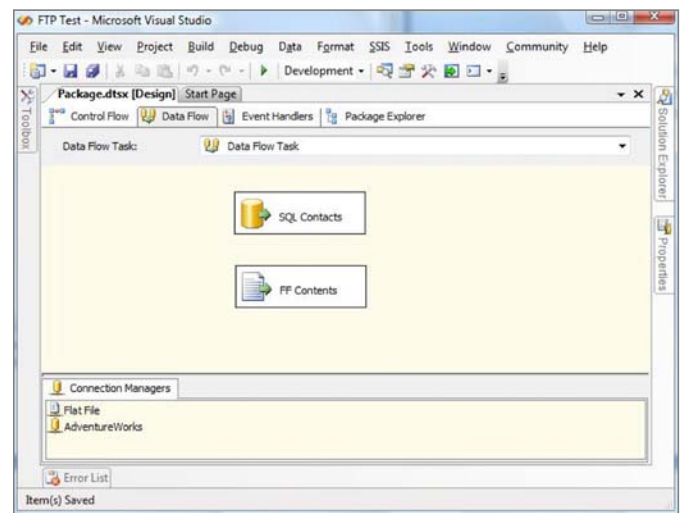 FTP Test - Microsoft Visual Studio
File Edit View Project Build Debug Data Format SSIS Tools Window Community Help
Development
Package.dtsx [Design] Start Page
Control Flow Data Flow Event Handlers Package Explorer
Data Flow Task: Data Flow Task
SQL Contacts
FF Contents
Connection Managers
Flat File
AdventureWorks
Error List
Item(s) Saved
Toolbox
Solution Explorer
Properties